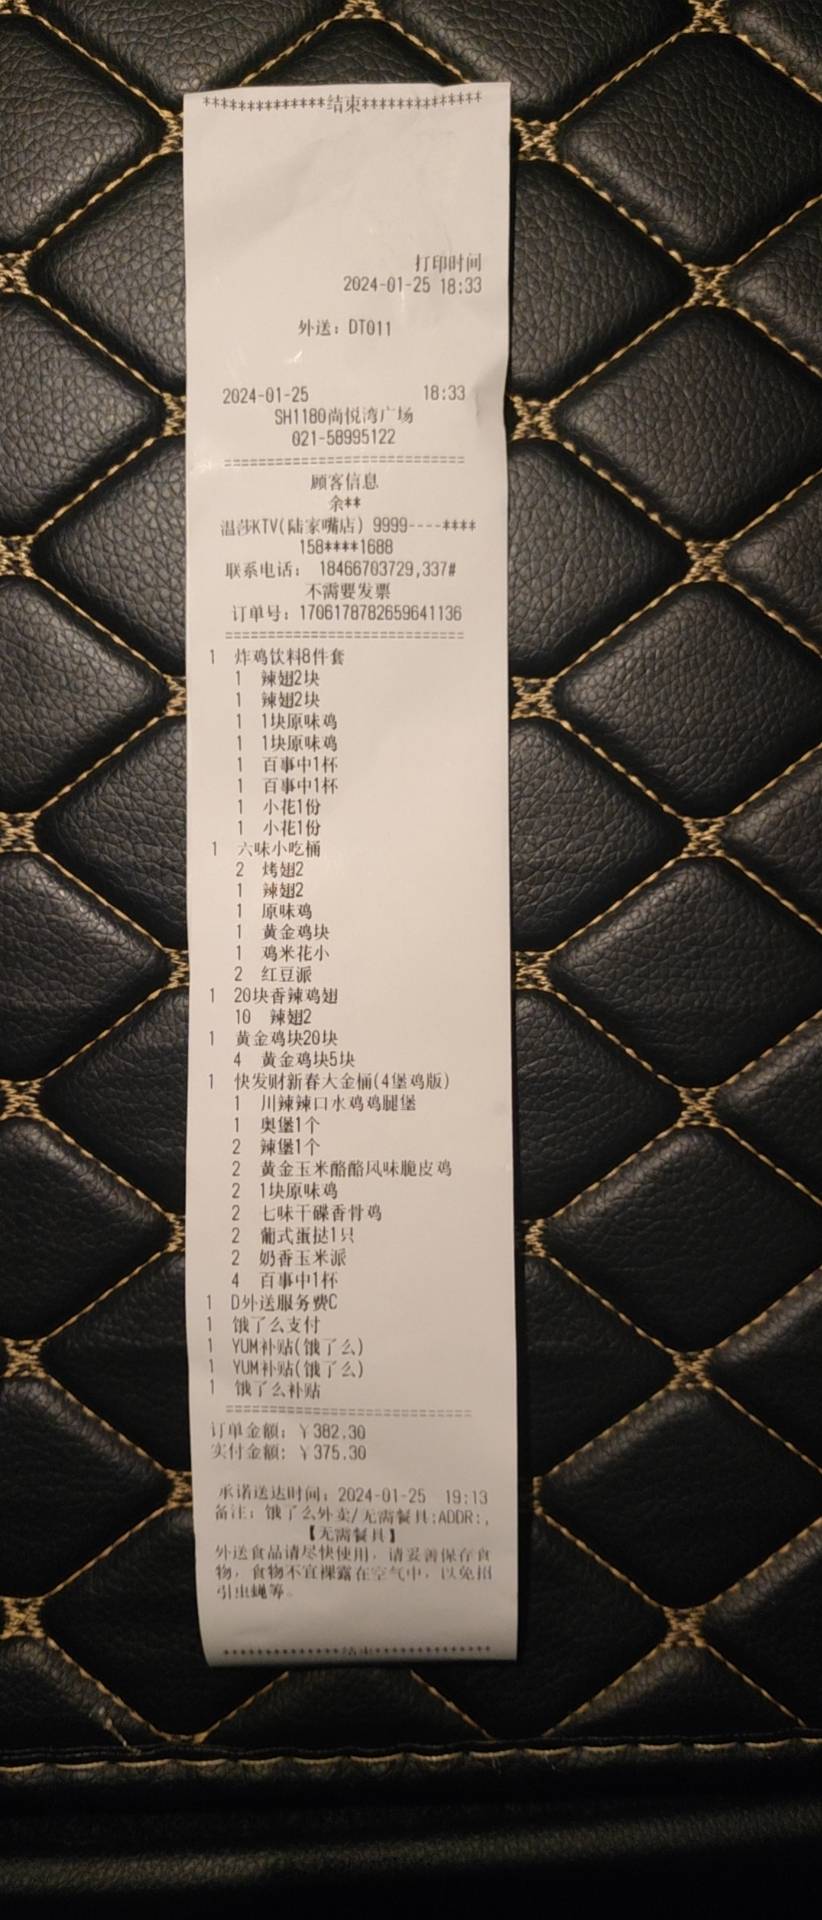 *************结束*************
打印时间
2024-01-25 18:33
外送：DT011
2024-01-25 18:33
SH1180尚悦湾广场
021-58995122
==========================
顾客信息
余**
温莎KTV(陆家嘴店) 9999----****
158****1688
联系电话： 18466703729,337#
不需要发票
订单号：1706178782659641136
==========================
1 炸鸡饮料8件套
1 辣翅2块
1 辣翅2块
1 1块原味鸡
1 1块原味鸡
1 百事中1杯
1 百事中1杯
1 小花1份
1 小花1份
1 六味小吃桶
2 烤翅2
1 辣翅2
1 原味鸡
1 黄金鸡块
1 鸡米花小
2 红豆派
1 20块香辣鸡翅
10 辣翅2
1 黄金鸡块20块
4 黄金鸡块5块
1 快发财新春大金桶(4堡鸡版)
1 川辣辣口水鸡鸡腿堡
1 奥堡1个
2 辣堡1个
2 黄金玉米酪酪风味脆皮鸡
2 1块原味鸡
2 七味干碟香骨鸡
2 葡式蛋挞1只
2 奶香玉米派
4 百事中1杯
1 D外送服务费C
1 饿了么支付
1 YUM补贴(饿了么)
1 YUM补贴(饿了么)
1 饿了么补贴
==========================
订单金额：￥382.30
实付金额：￥375.30
承诺送达时间：2024-01-25 19:13
备注：饿了么外卖/无需餐具;ADDR:,
【无需餐具】
外送食品请尽快使用，请妥善保存食
物，食物不宜裸露在空气中，以免招
引虫蝇等。
**************结束**************